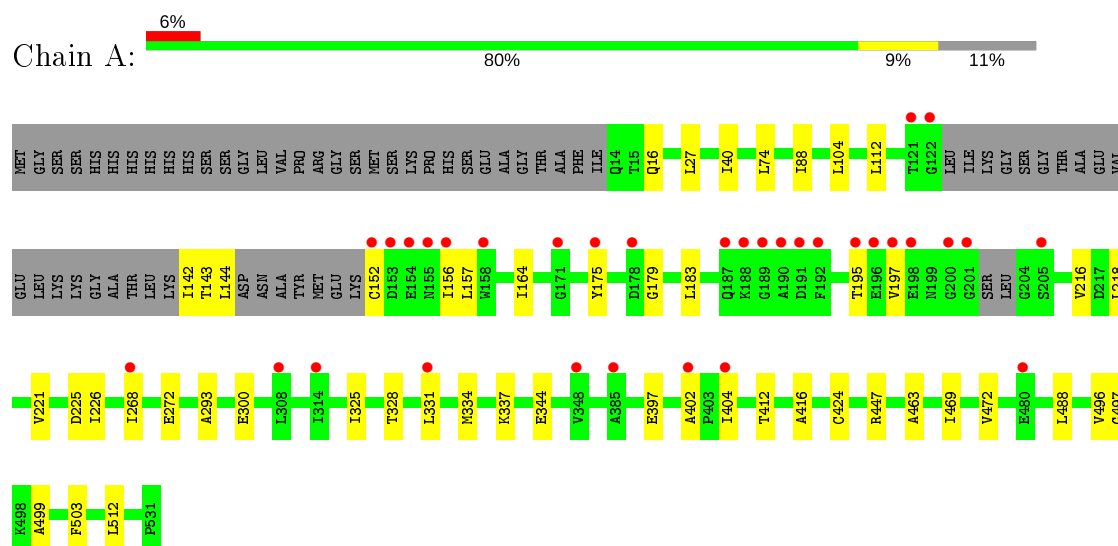 6%
Chain A:
80% 9% 11%
MET GLY SER SER HIS HIS HIS HIS HIS HIS SER SER GLY LEU VAL PRO ARG GLY SER MET SER LYS PRO HIS SER GLU ALA GLY THR ALA PHE ILE Q14 T15 Q16 L27 I40 L74 I88 L104 L112 T121 G122 LEU ILE LYS GLY SER GLY THR ALA GLU VAL
GLU LEU LYS LYS GLY ALA THR LEU LYS I142 T143 L144 ASP ASN ALA TYR MET GLU LYS C152 D153 E154 N155 I156 L157 W158 I164 G171 Y175 D178 G179 L183 Q187 K188 G189 A190 D191 F192 T195 E196 V197 E198 N199 G200 G201 SER LEU G204 S205 V216 D217
V221 D225 I226 I268 E272 A293 E300 L308 I314 I325 T328 L331 M334 K337 E344 V348 A385 E397 A402 P403 I404 T412 A416 C424 R447 A463 I469 V472 E480 L488 V496
K498 A499 F503 L512 P531